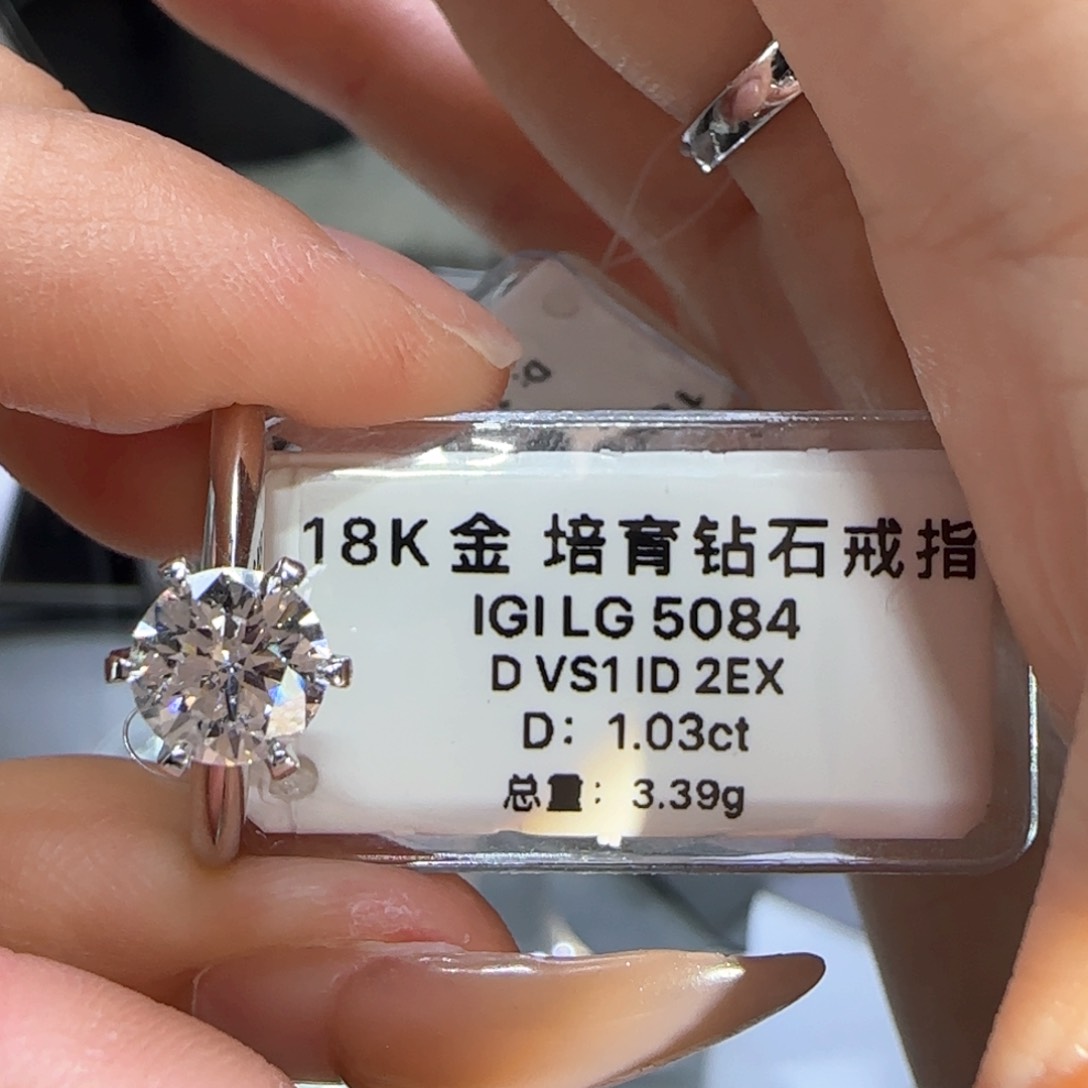 18K 金 培育钻石戒指
IGI LG 5084
D VS1 ID 2EX
D: 1.03ct
总重: 3.39g